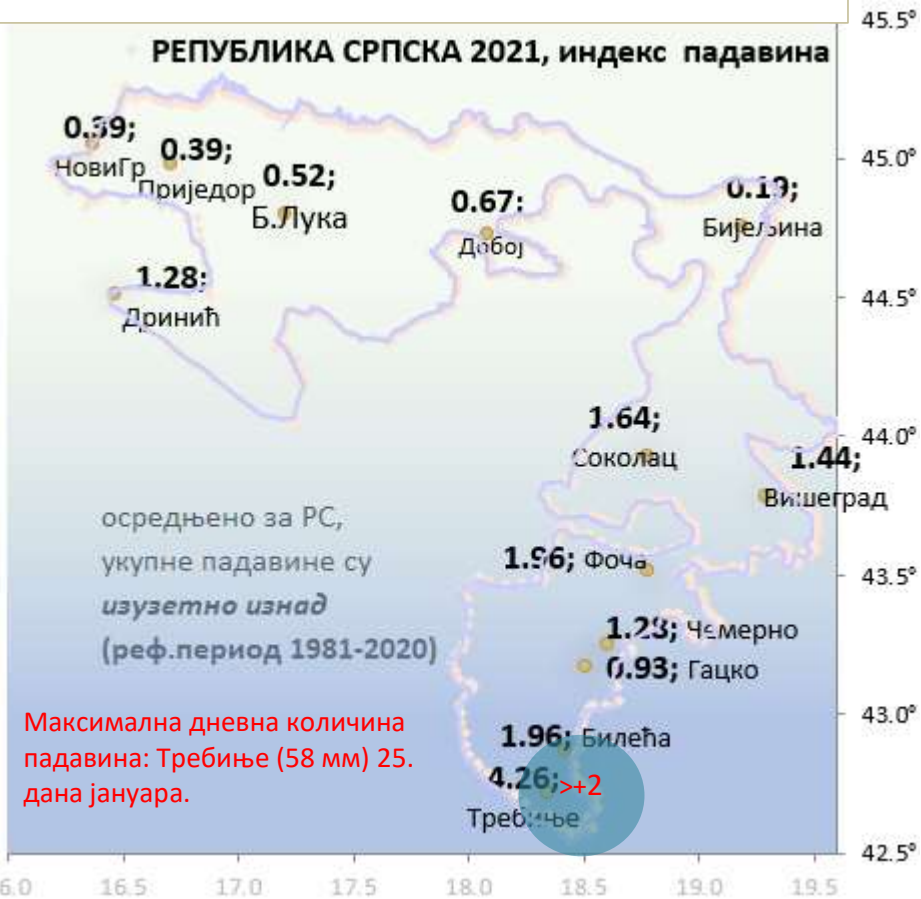 45.5°
РЕПУБЛИКА СРПСКА 2021, индекс падавина
0.39;
НовиГр
0.39;
Приједор
0.52;
Б.Лука
0.67;
Добој
0.19;
Бијељина
45.0°
1.28;
Дринић
44.5°
1.64;
Соколац
44.0°
1.44;
Вишеград
осредњено за РС,
укупне падавине су
изузетно изнад
(реф.период 1981-2020)
1.96; Фоча
43.5°
1.28; Чемерно
0.93; Гацко
43.0°
Максимална дневна количина
падавина: Требиње (58 мм) 25.
дана јануара.
1.96; Билећа
4.26; >+2
Требиње
42.5°
6.0 16.5 17.0 17.5 18.0 18.5 19.0 19.5